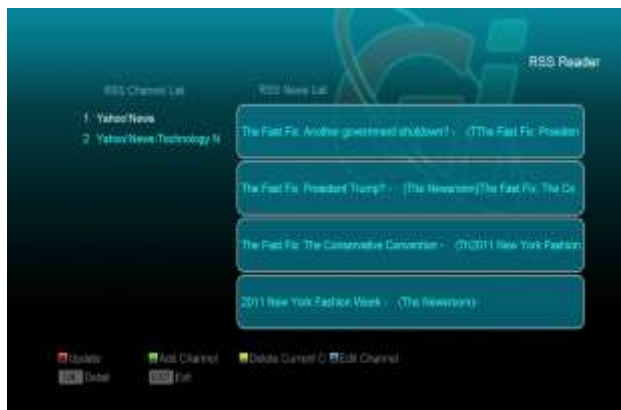 RSS Reader
RSS Channel List
RSS News List
1 Yahoo! News
2 Yahoo! News: Technology N
The Fast Fix: Another government shutdown? - (TThe Fast Fix: Presiden
The Fast Fix: President Trump? - (The Newsroom)The Fast Fix: The Co
The Fast Fix: The Conservative Convention - (Th2011 New York Fashion
2011 New York Fashion Week - (The Newsroom)
Update
Add Channel
Delete Current C
Edit Channel
OK Detail
EXIT Exit